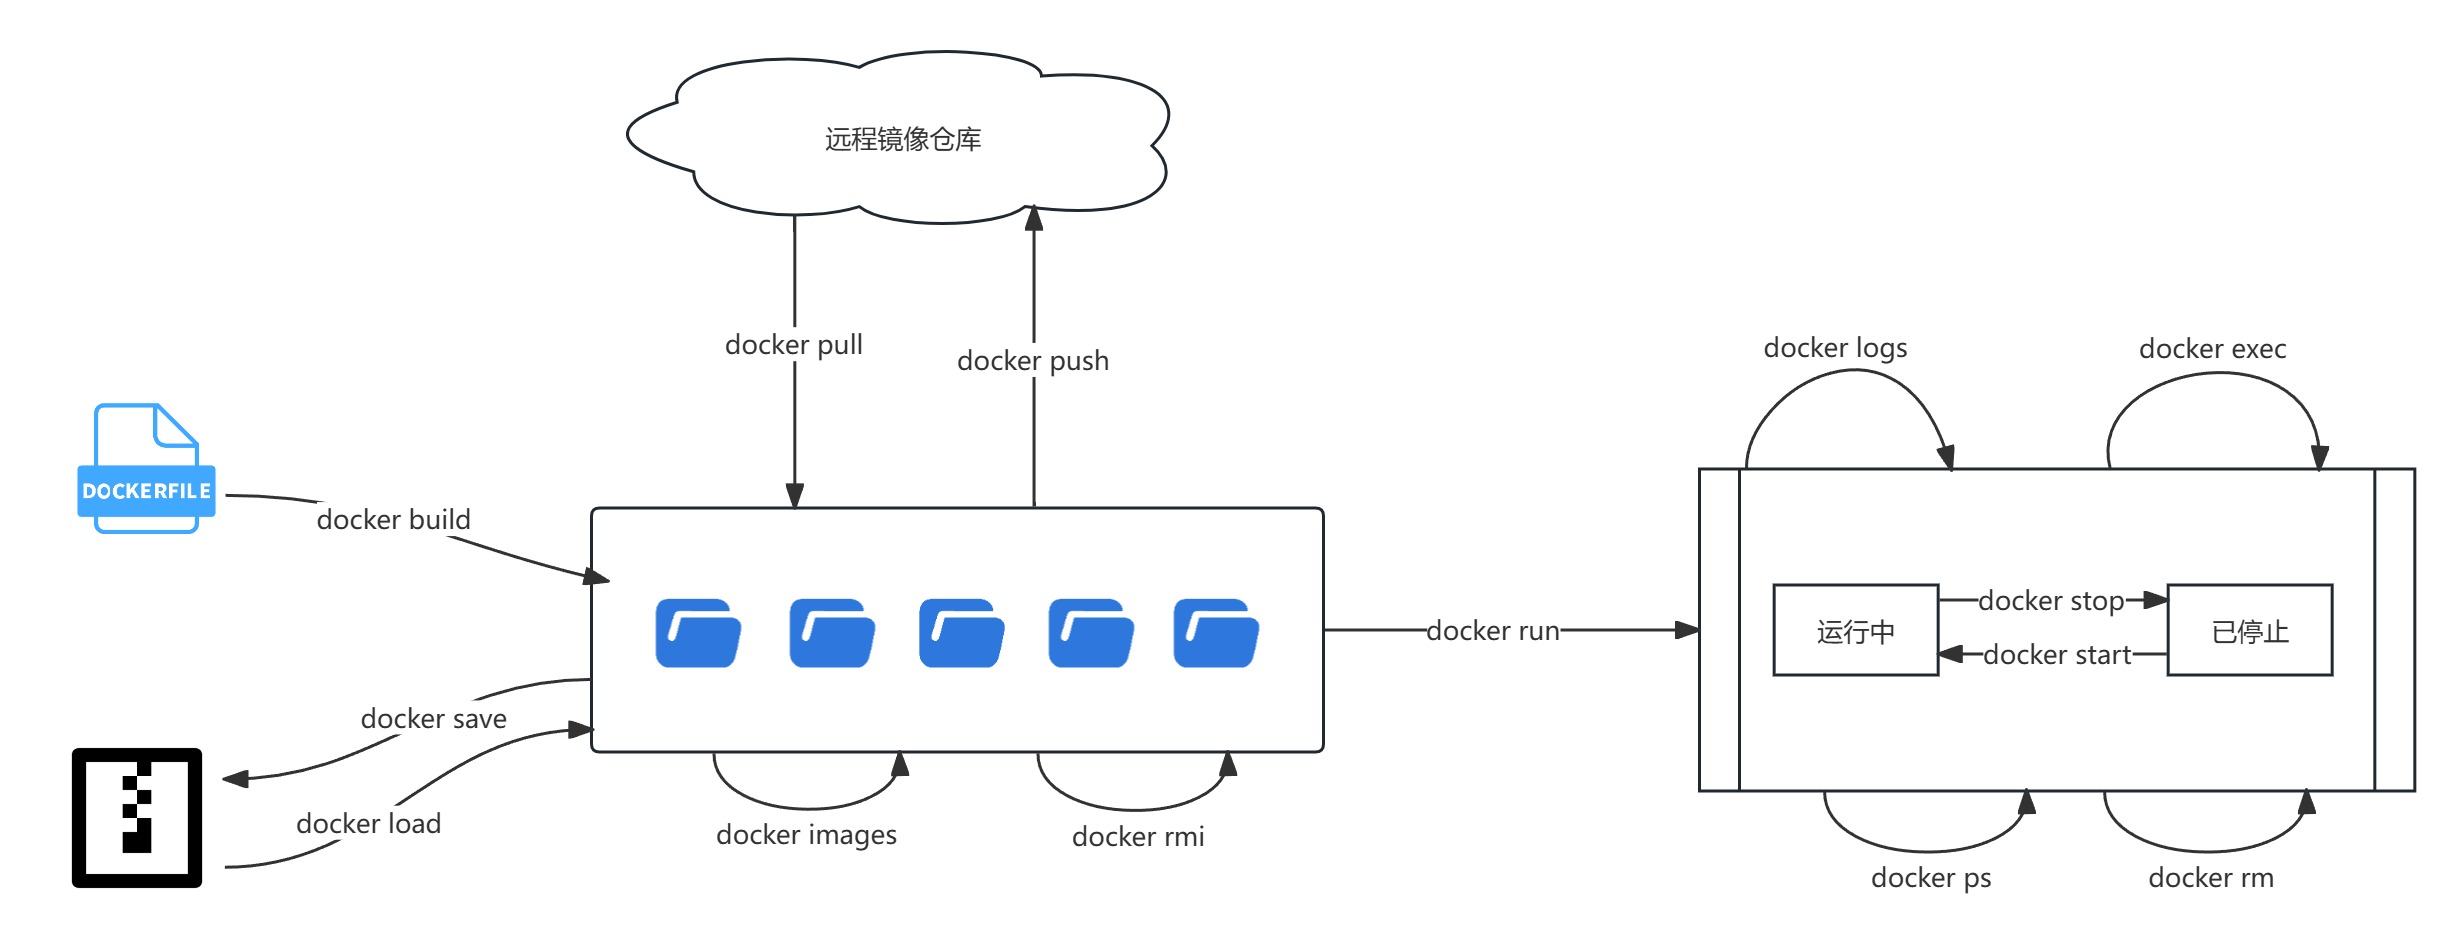 远程镜像仓库
docker pull
docker push
docker logs
docker exec
DOCKERFILE
docker build
docker run
运行中
docker stop
docker start
已停止
docker save
docker load
docker images
docker rmi
docker ps
docker rm